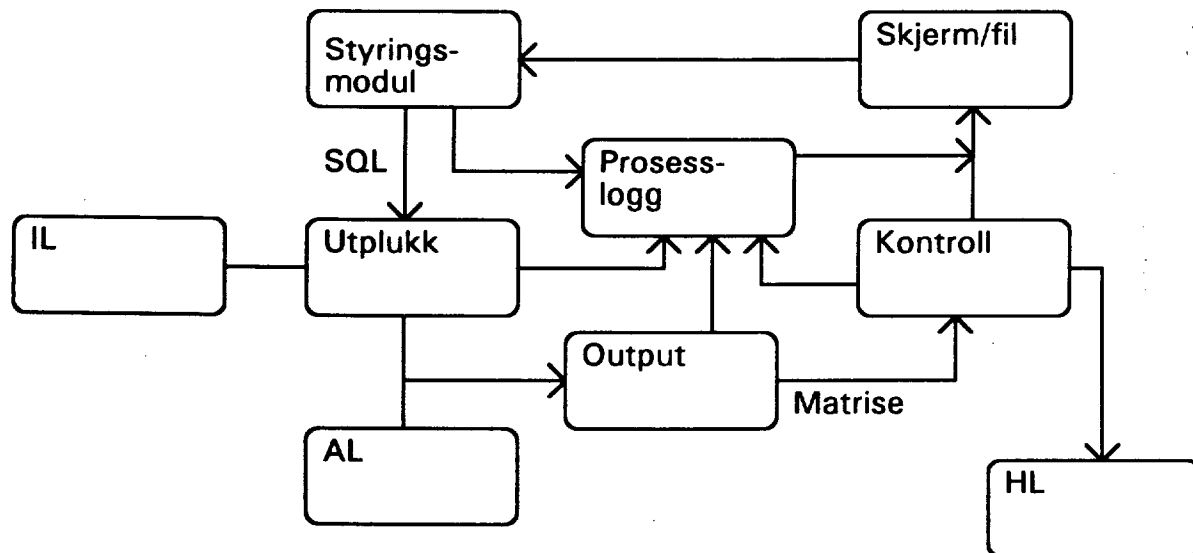 Styrings-
modul
Skjerm/fil
SQL
Prosess-
logg
IL
Utplukk
Kontroll
Output
Matrise
AL
HL